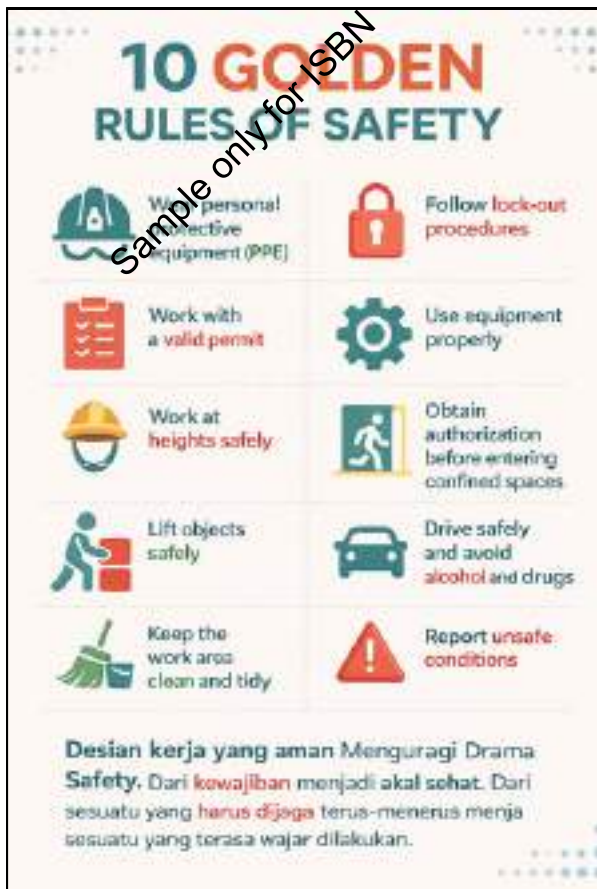 10 GOLDEN
RULES OF SAFETY
Sample only for ISBN
Wear personal
protective
equipment (PPE)
Follow lock-out
procedures
Work with
a valid permit
Use equipment
properly
Work at
heights safely
Obtain
authorization
before entering
confined spaces
Lift objects
safely
Drive safely
and avoid
alcohol and drugs
Keep the
work area
clean and tidy
Report unsafe
conditions
Desian kerja yang aman Menguragi Drama
Safety. Dari kewajiban menjadi akal sehat. Dari
sesuatu yang harus dijaga terus-menerus menja
sesuatu yang terasa wajar dilakukan.